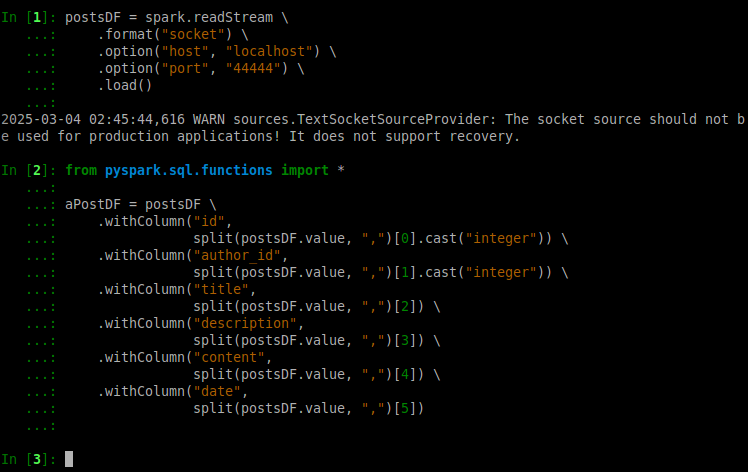 In [1]: postsDF = spark.readStream \
   ...:     .format("socket") \
   ...:     .option("host", "localhost") \
   ...:     .option("port", "44444") \
   ...:     .load()
   ...:
2025-03-04 02:45:44,616 WARN sources.TextSocketSourceProvider: The socket source should not b
e used for production applications! It does not support recovery.

In [2]: from pyspark.sql.functions import *
   ...:
   ...: aPostDF = postsDF \
   ...:     .withColumn("id",
   ...:                 split(postsDF.value, ",")[0].cast("integer")) \
   ...:     .withColumn("author_id",
   ...:                 split(postsDF.value, ",")[1].cast("integer")) \
   ...:     .withColumn("title",
   ...:                 split(postsDF.value, ",")[2]) \
   ...:     .withColumn("description",
   ...:                 split(postsDF.value, ",")[3]) \
   ...:     .withColumn("content",
   ...:                 split(postsDF.value, ",")[4]) \
   ...:     .withColumn("date",
   ...:                 split(postsDF.value, ",")[5])
   ...:

In [3]: